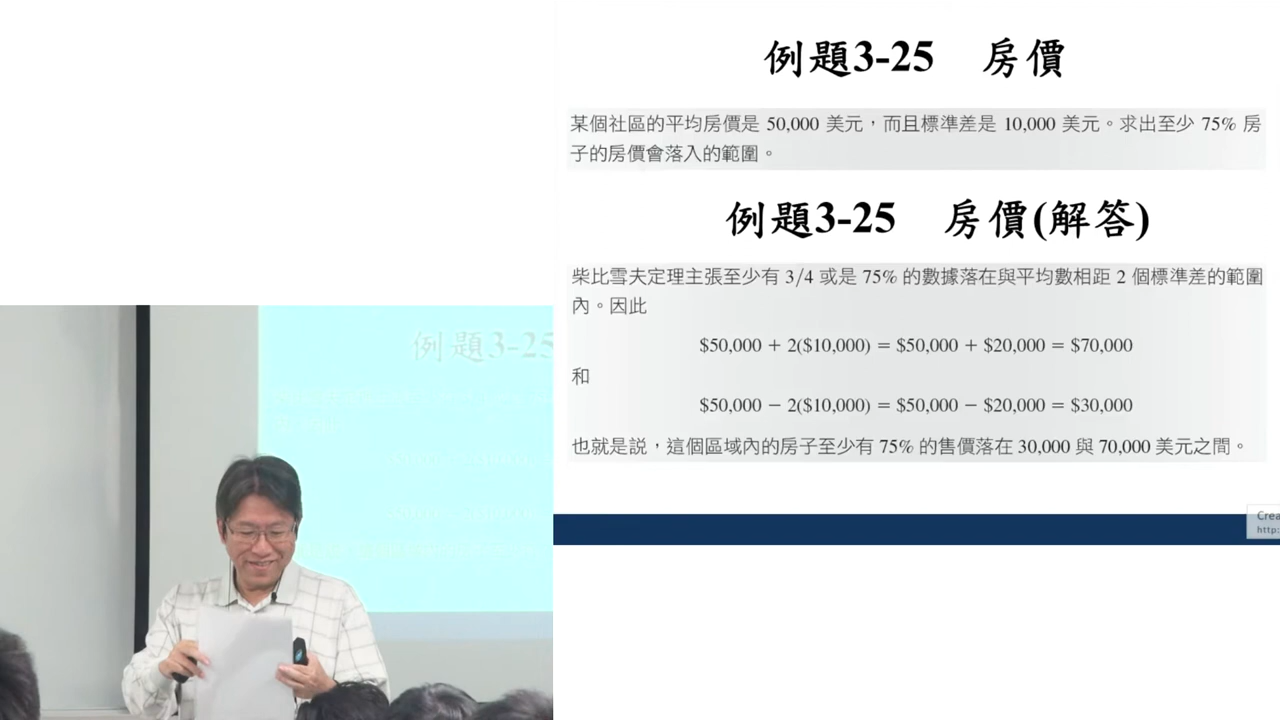 例題3-25 房價
某個社區的平均房價是 50,000 美元,而且標準差是 10,000 美元。求出至少 75% 房
子的房價會落入的範圍。
例題3-25 房價(解答)
柴比雪夫定理主張至少有 3/4 或是 75% 的數據落在與平均數相距 2 個標準差的範圍
內。因此
$50,000 + 2($10,000) = $50,000 + $20,000 = $70,000
和
$50,000 − 2($10,000) = $50,000 − $20,000 = $30,000
也就是説,這個區域內的房子至少有 75% 的售價落在 30,000 與 70,000 美元之間。
Crea
http:
例題3-25